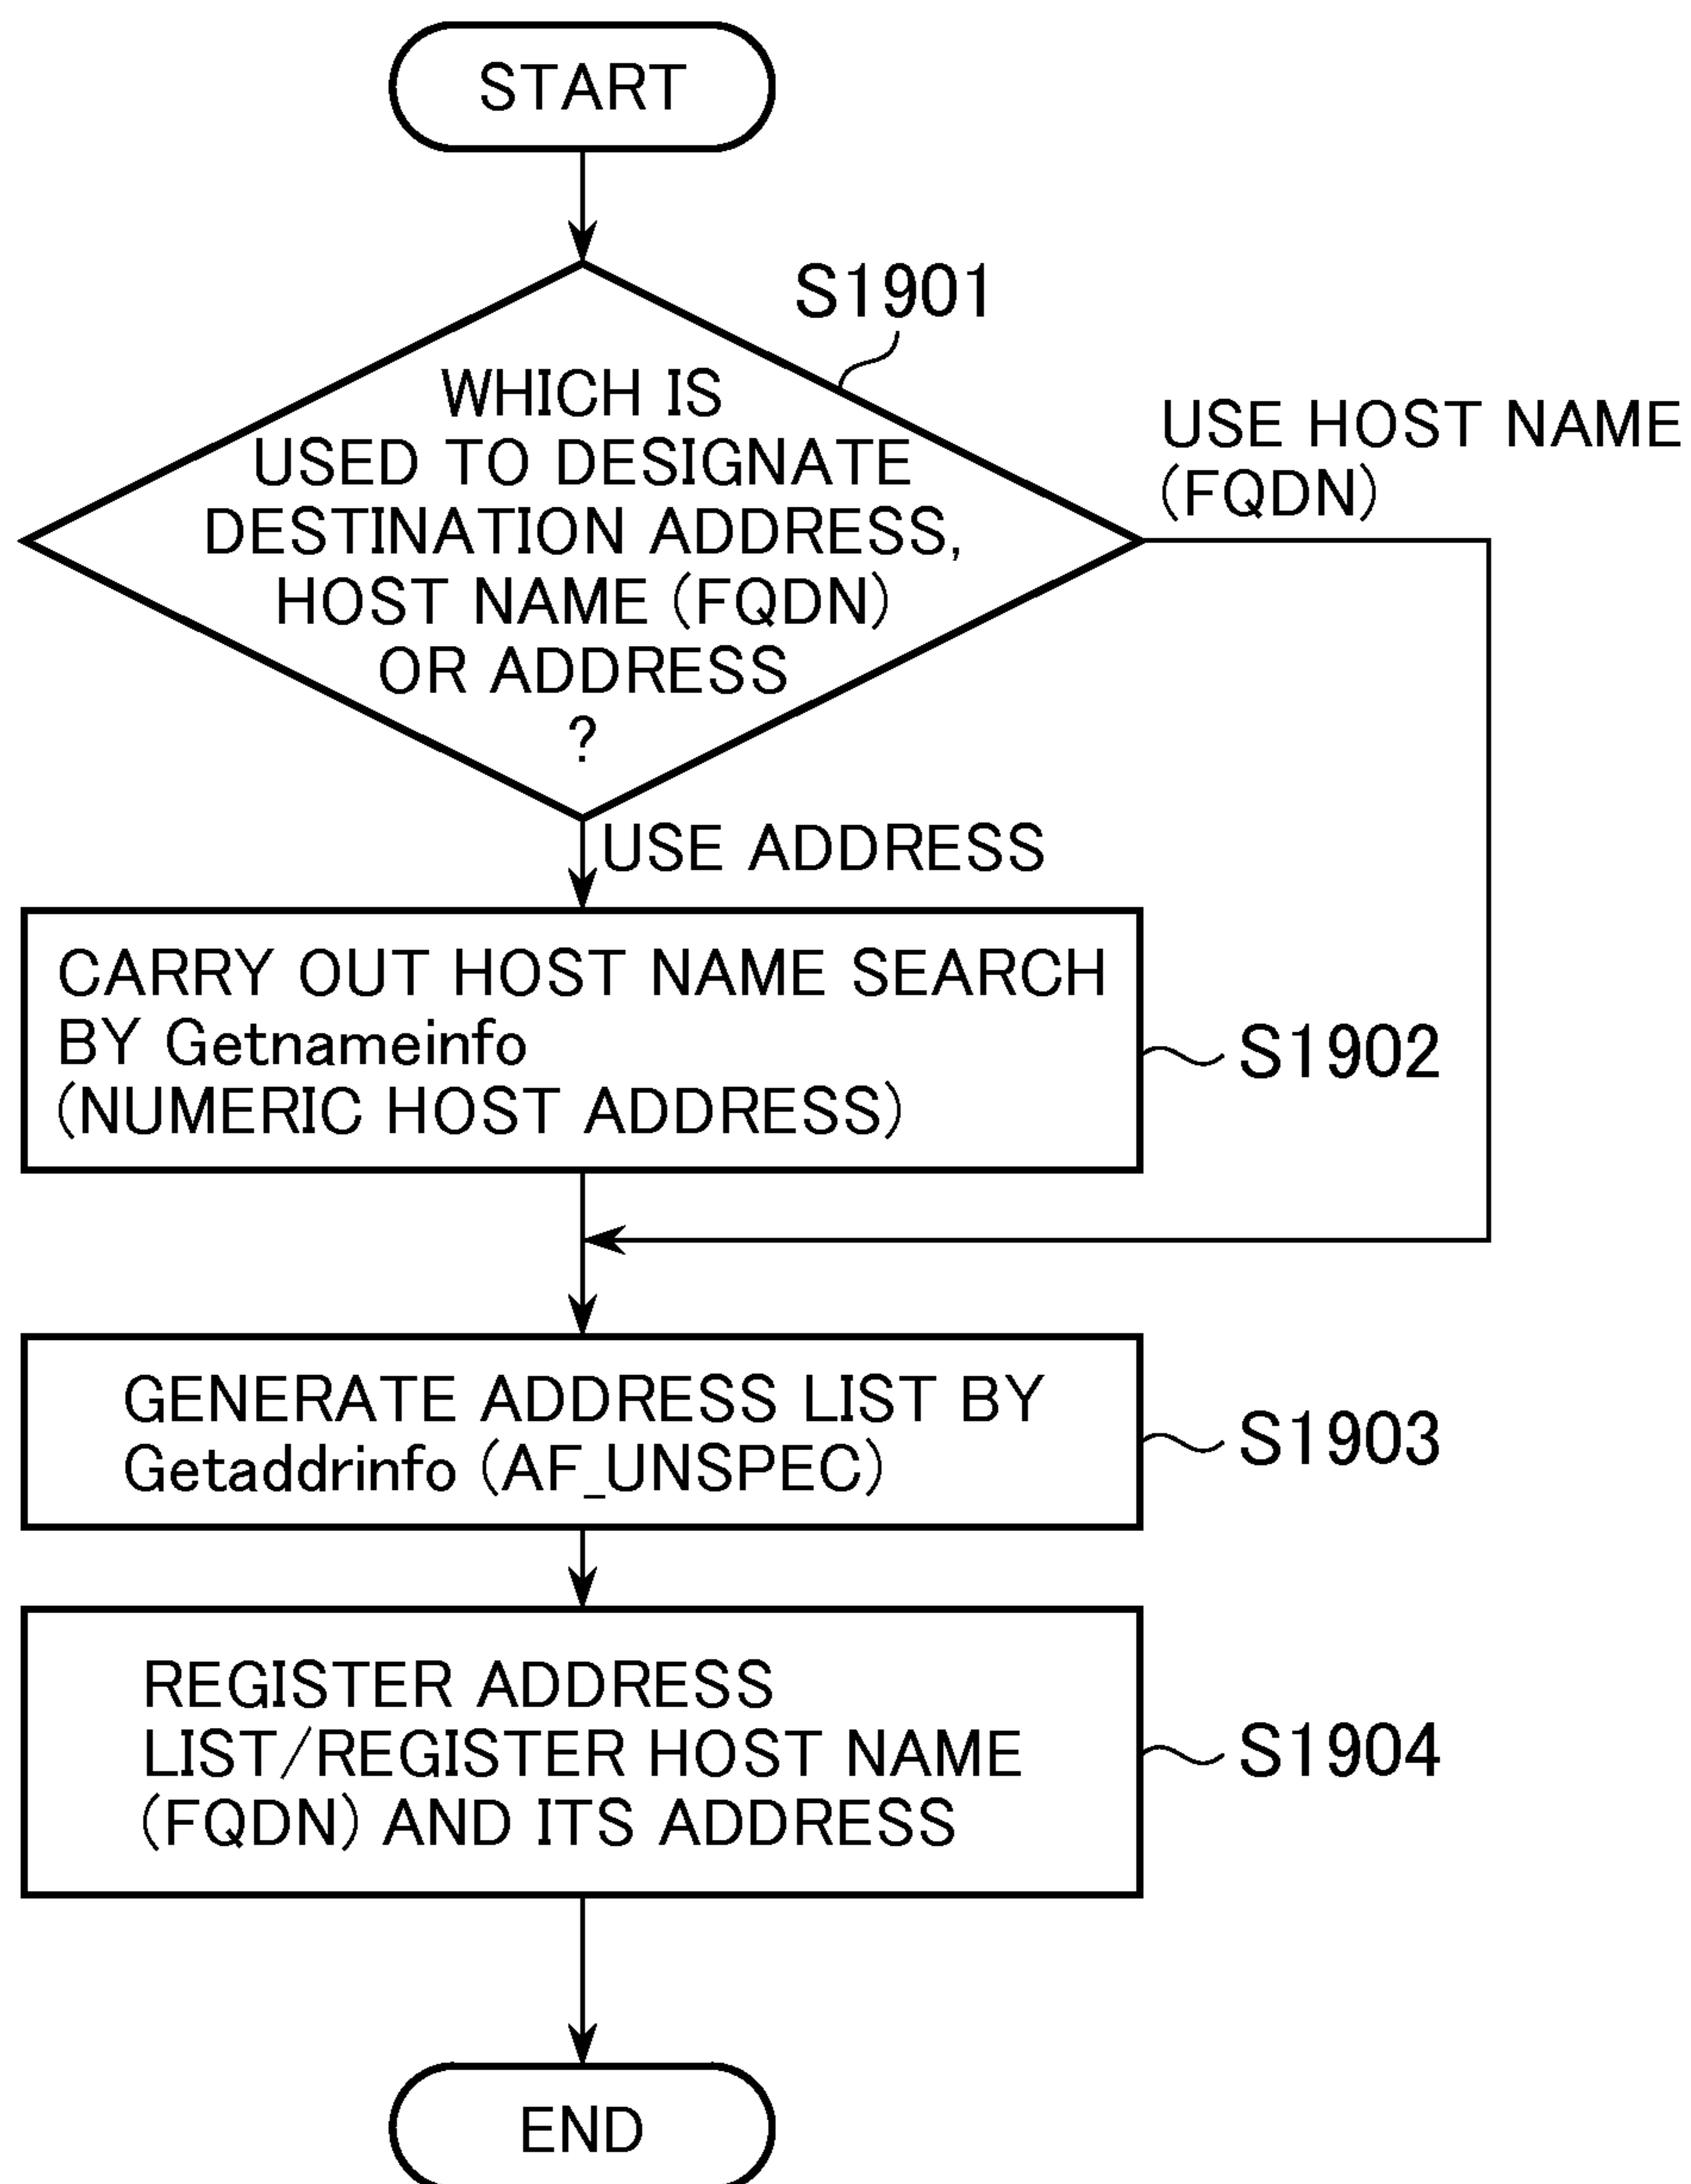 START
S1901
WHICH IS
USED TO DESIGNATE
DESTINATION ADDRESS,
HOST NAME (FQDN)
OR ADDRESS
?
USE HOST NAME
(FQDN)
USE ADDRESS
CARRY OUT HOST NAME SEARCH
BY Getnameinfo
(NUMERIC HOST ADDRESS)
S1902
GENERATE ADDRESS LIST BY
Getaddrinfo (AF_UNSPEC)
S1903
REGISTER ADDRESS
LIST/REGISTER HOST NAME
(FQDN) AND ITS ADDRESS
S1904
END